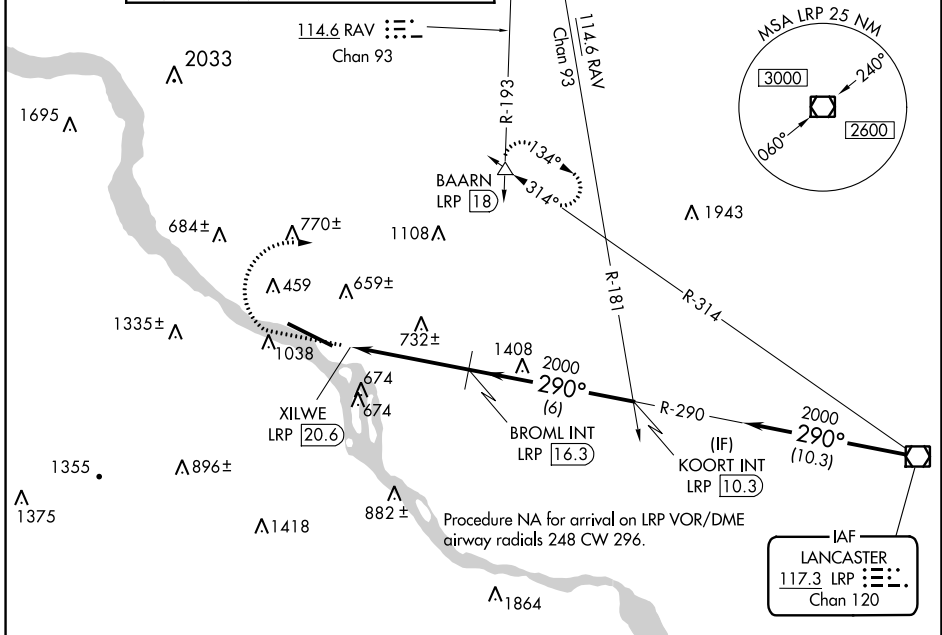 114.6 RAV
Chan 93
114.6 RAV
Chan 93
MSA LRP 25 NM
3000
240°
060°
2600
2033
1695
R-193
134°
314°
BAARN
LRP 18
1943
684±
770±
1108
459
659±
R-181
R-314
1335±
1038
732±
1408
2000
290°
(6)
674
674
XILWE
LRP 20.6
BROML INT
LRP 16.3
R-290
2000
290°
(10.3)
(IF)
KOORT INT
LRP 10.3
1355
896±
1375
1418
882±
Procedure NA for arrival on LRP VOR/DME
airway radials 248 CW 296.
IAF
LANCASTER
117.3 LRP
Chan 120
1864